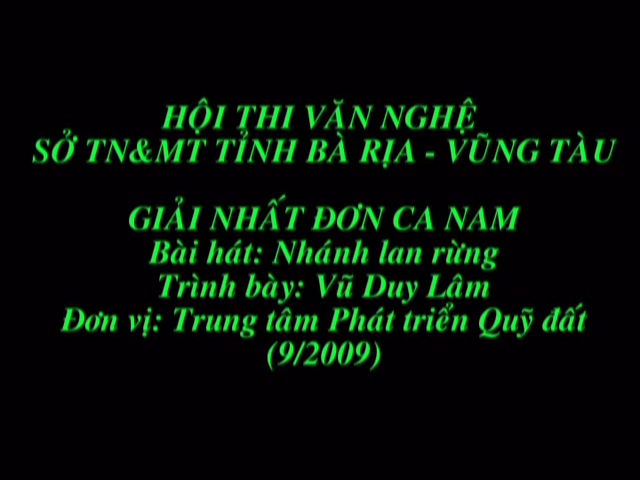 HỘI THI VĂN NGHỆ
SỞ TN&MT TỈNH BÀ RỊA - VŨNG TÀU
GIẢI NHẤT ĐƠN CA NAM
Bài hát: Nhánh lan rừng
Trình bày: Vũ Duy Lâm
Đơn vị: Trung tâm Phát triển Quỹ đất
(9/2009)